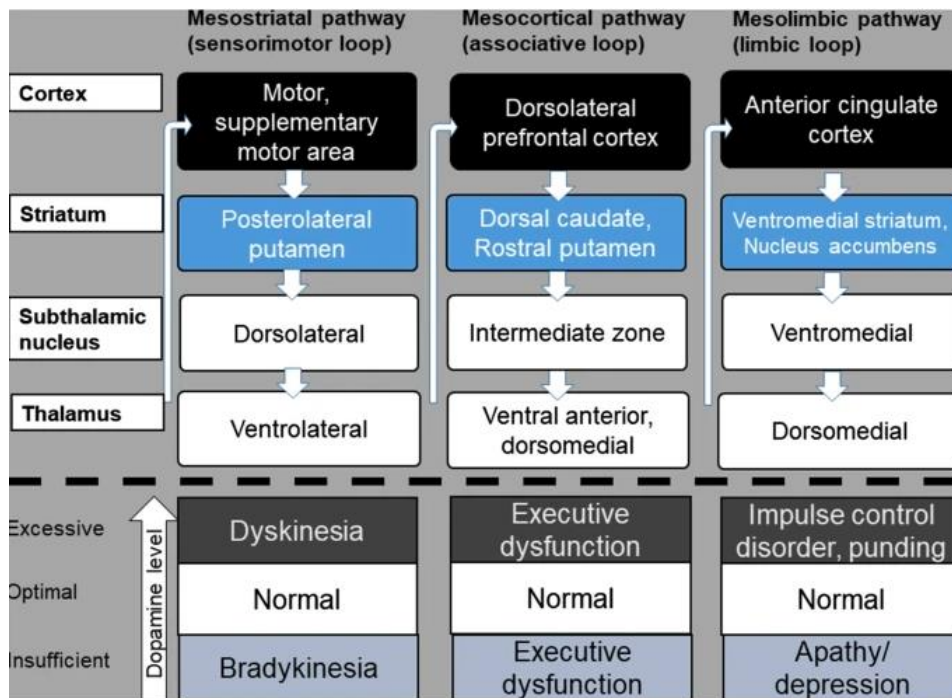 Mesostriatal pathway
(sensorimotor loop)
Mesocortical pathway
(associative loop)
Mesolimbic pathway
(limbic loop)
Cortex
Motor,
supplementary
motor area
Dorsolateral
prefrontal cortex
Anterior cingulate
cortex
Striatum
Posterolateral
putamen
Dorsal caudate,
Rostral putamen
Ventromedial striatum,
Nucleus accumbens
Subthalamic
nucleus
Dorsolateral
Intermediate zone
Ventromedial
Thalamus
Ventrolateral
Ventral anterior,
dorsomedial
Dorsomedial
Dopamine level
Excessive
Dyskinesia
Executive
dysfunction
Impulse control
disorder, punding
Optimal
Normal
Normal
Normal
Insufficient
Bradykinesia
Executive
dysfunction
Apathy/
depression